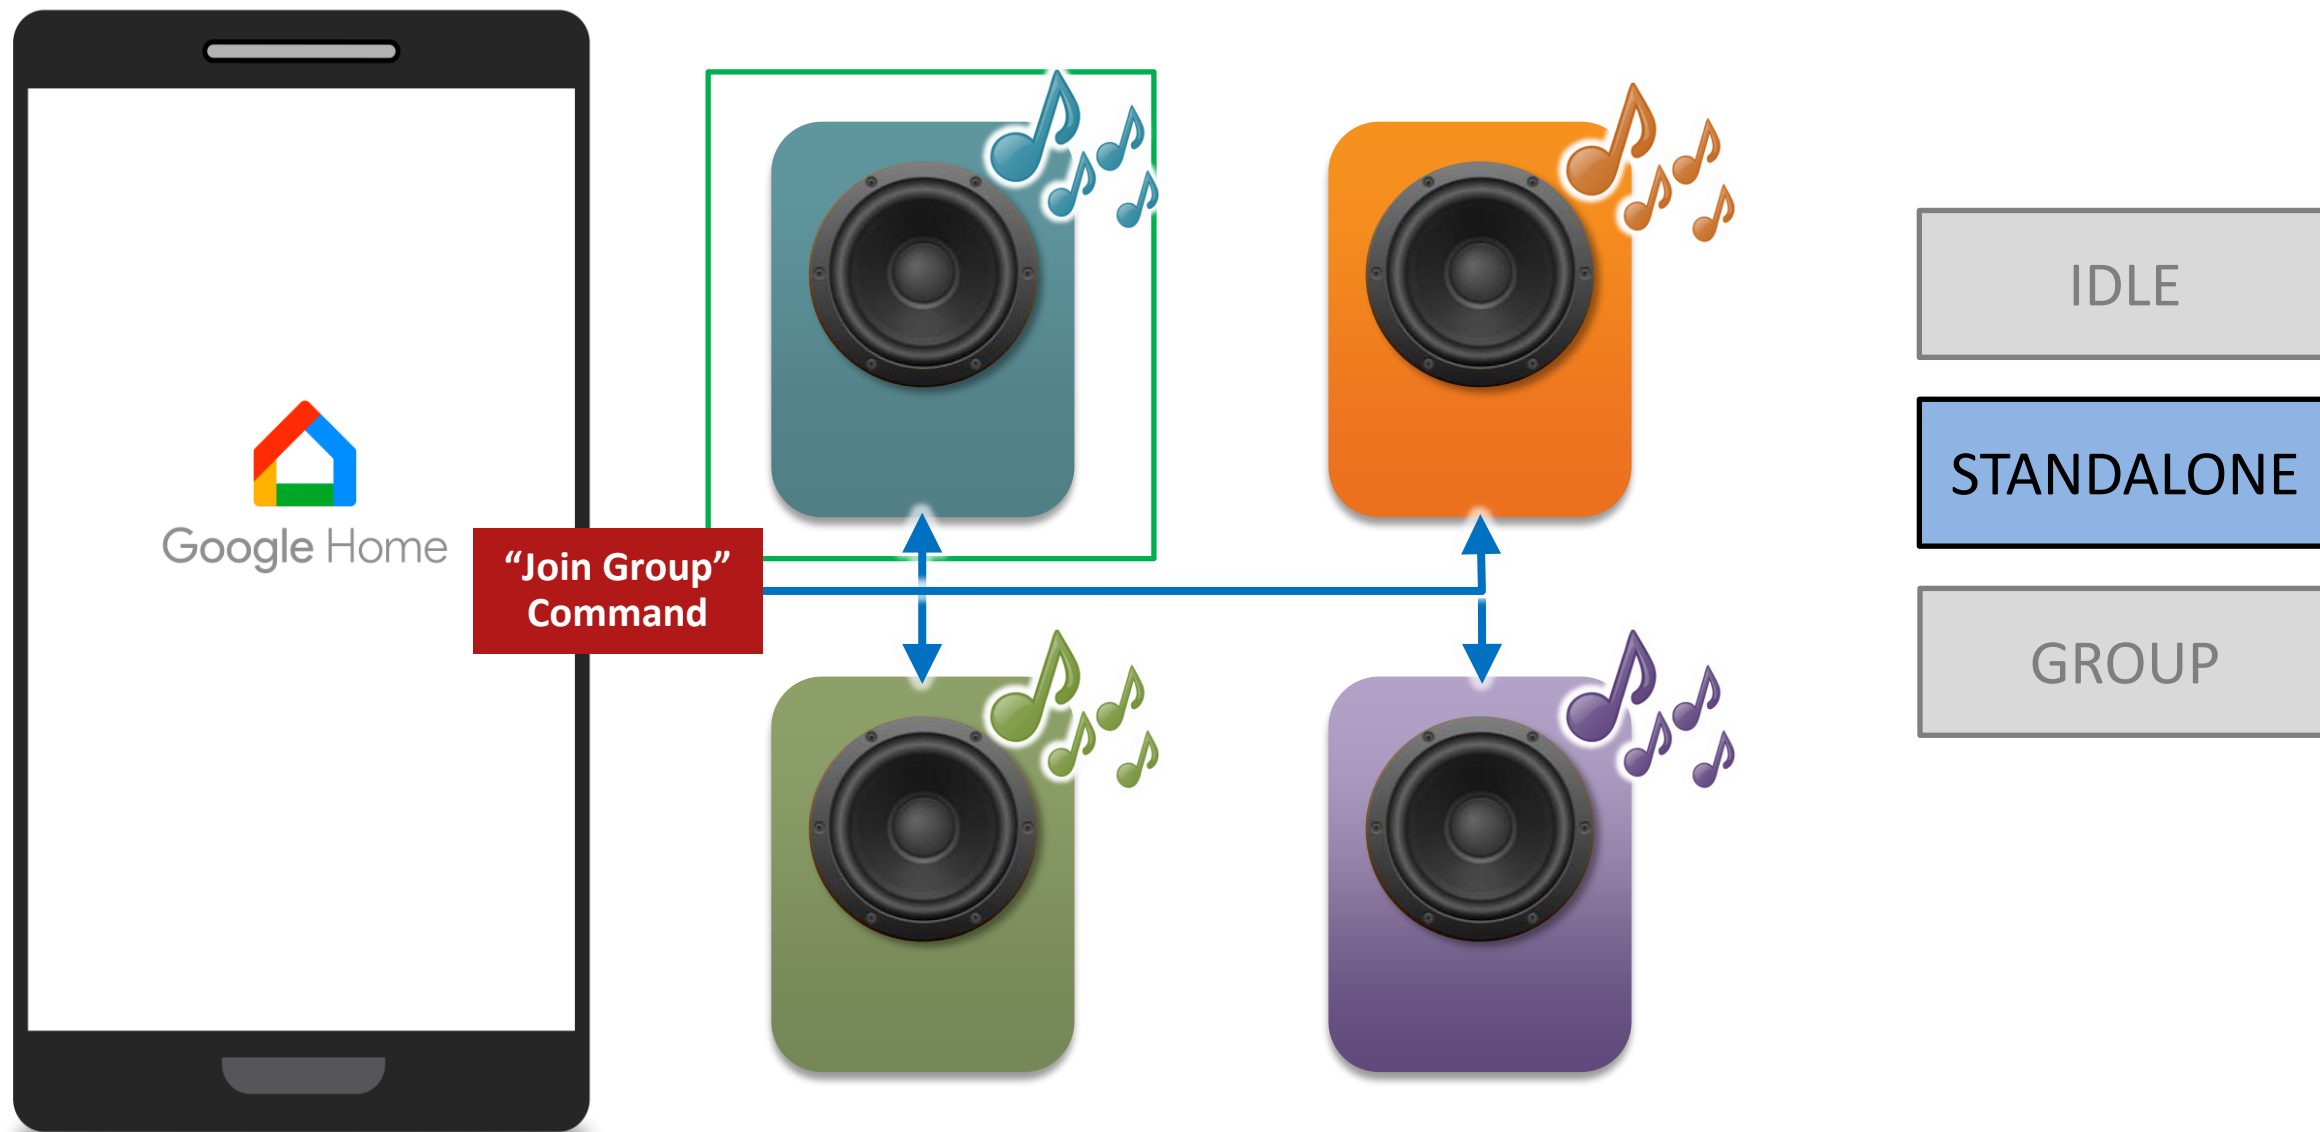 Google Home
“Join Group”
Command
IDLE
STANDALONE
GROUP